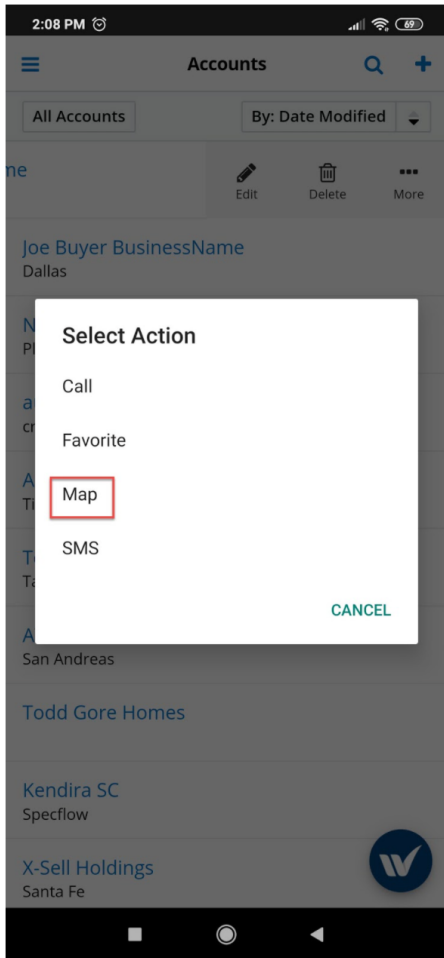 2:08 PM 69
Accounts
All Accounts By: Date Modified
me
Edit Delete More
Joe Buyer BusinessName
Dallas
Select Action
Call
Favorite
Map
SMS
CANCEL
San Andreas
Todd Gore Homes
Kendira SC
Specflow
X-Sell Holdings
Santa Fe